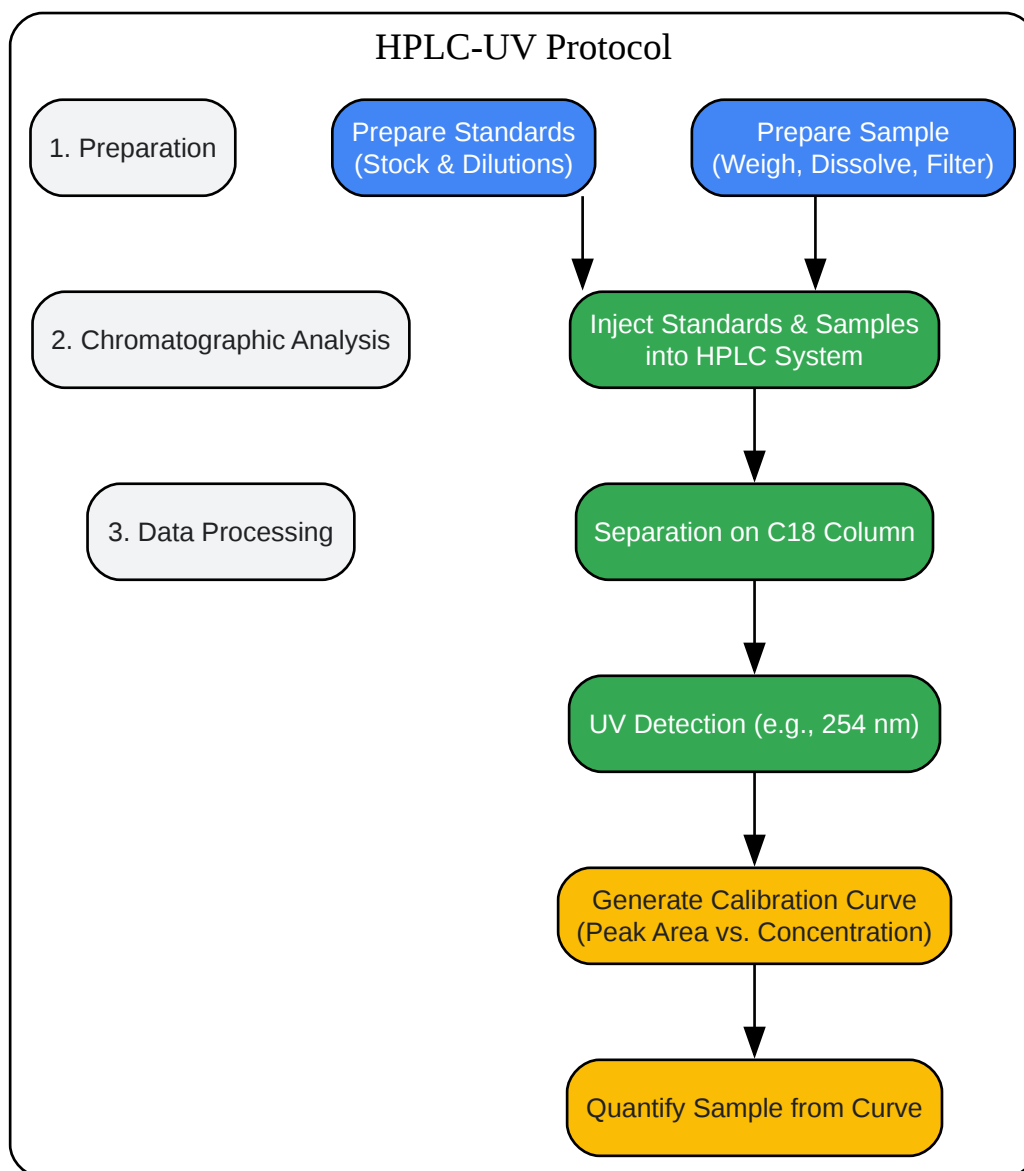 HPLC-UV Protocol
1. Preparation
Prepare Standards
(Stock & Dilutions)
Prepare Sample
(Weigh, Dissolve, Filter)
2. Chromatographic Analysis
Inject Standards & Samples
into HPLC System
3. Data Processing
Separation on C18 Column
UV Detection (e.g., 254 nm)
Generate Calibration Curve
(Peak Area vs. Concentration)
Quantify Sample from Curve